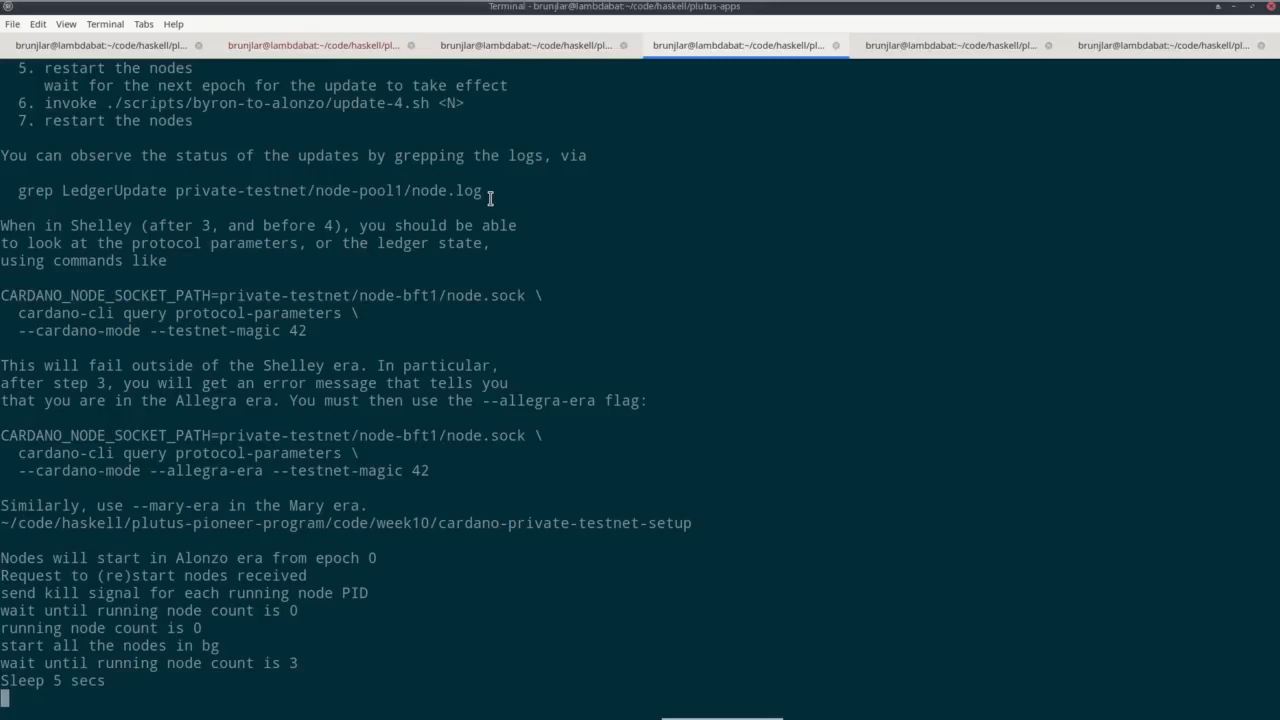 Terminal - brunjlar@lambdabat:~/code/haskell/plutus-apps
File Edit View Terminal Tabs Help
brunjlar@lambdabat:~/code/haskell/pl... brunjlar@lambdabat:~/code/haskell/pl... brunjlar@lambdabat:~/code/haskell/pl... brunjlar@lambdabat:~/code/haskell/pl... brunjlar@lambdabat:~/code/haskell/pl... brunjlar@lambdabat:~/code/haskell/pl...
5. restart the nodes
wait for the next epoch for the update to take effect
6. invoke ./scripts/byron-to-alonzo/update-4.sh <N>
7. restart the nodes
You can observe the status of the updates by grepping the logs, via
grep LedgerUpdate private-testnet/node-pool1/node.log
When in Shelley (after 3, and before 4), you should be able
to look at the protocol parameters, or the ledger state,
using commands like
CARDANO_NODE_SOCKET_PATH=private-testnet/node-bft1/node.sock \
cardano-cli query protocol-parameters \
--cardano-mode --testnet-magic 42
This will fail outside of the Shelley era. In particular,
after step 3, you will get an error message that tells you
that you are in the Allegra era. You must then use the --allegra-era flag:
CARDANO_NODE_SOCKET_PATH=private-testnet/node-bft1/node.sock \
cardano-cli query protocol-parameters \
--cardano-mode --allegra-era --testnet-magic 42
Similarly, use --mary-era in the Mary era.
~/code/haskell/plutus-pioneer-program/code/week10/cardano-private-testnet-setup
Nodes will start in Alonzo era from epoch 0
Request to (re)start nodes received
send kill signal for each running node PID
wait until running node count is 0
running node count is 0
start all the nodes in bg
wait until running node count is 3
Sleep 5 secs